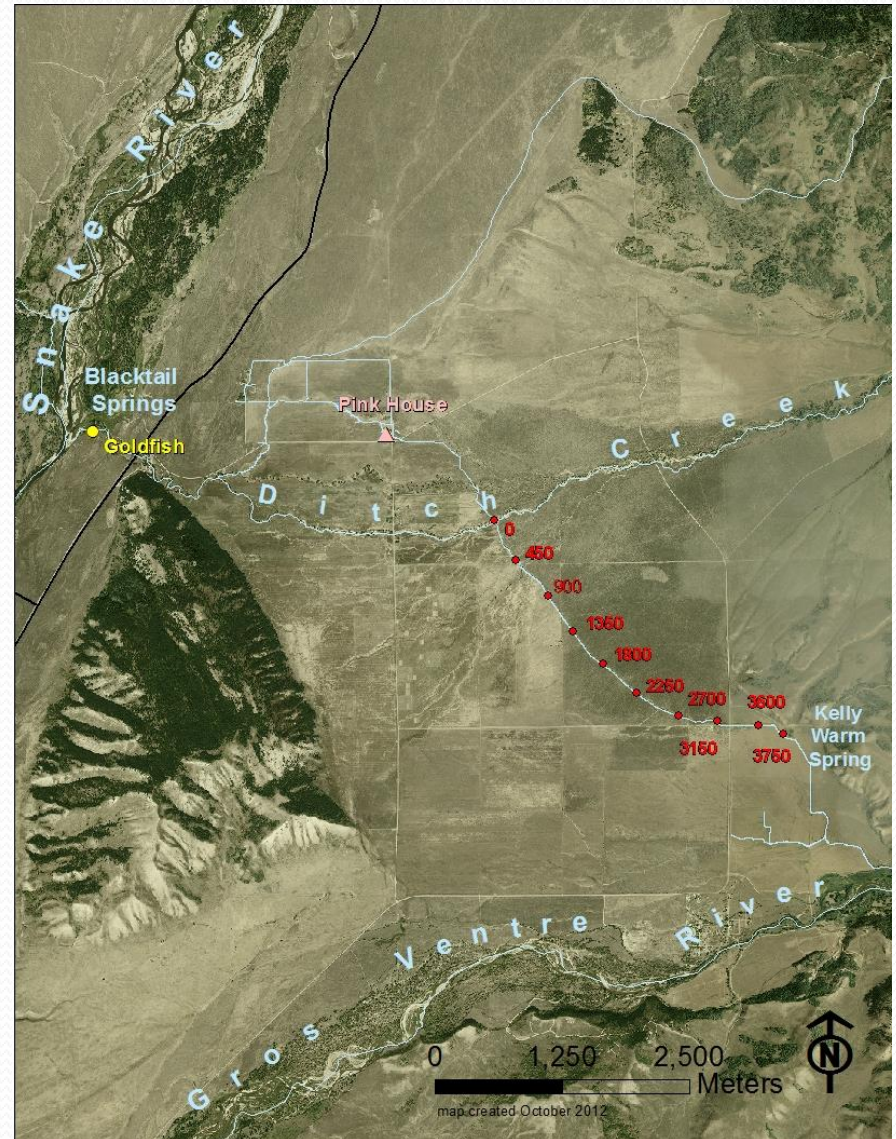 Snake River
Blacktail
Springs
Goldfish
Pink House
Ditch Creek
0
450
900
1350
1800
2250
2700
3150
3600
3750
Kelly
Warm
Spring
Gros Ventre River
0 1,250 2,500
Meters
N
map created October 2012